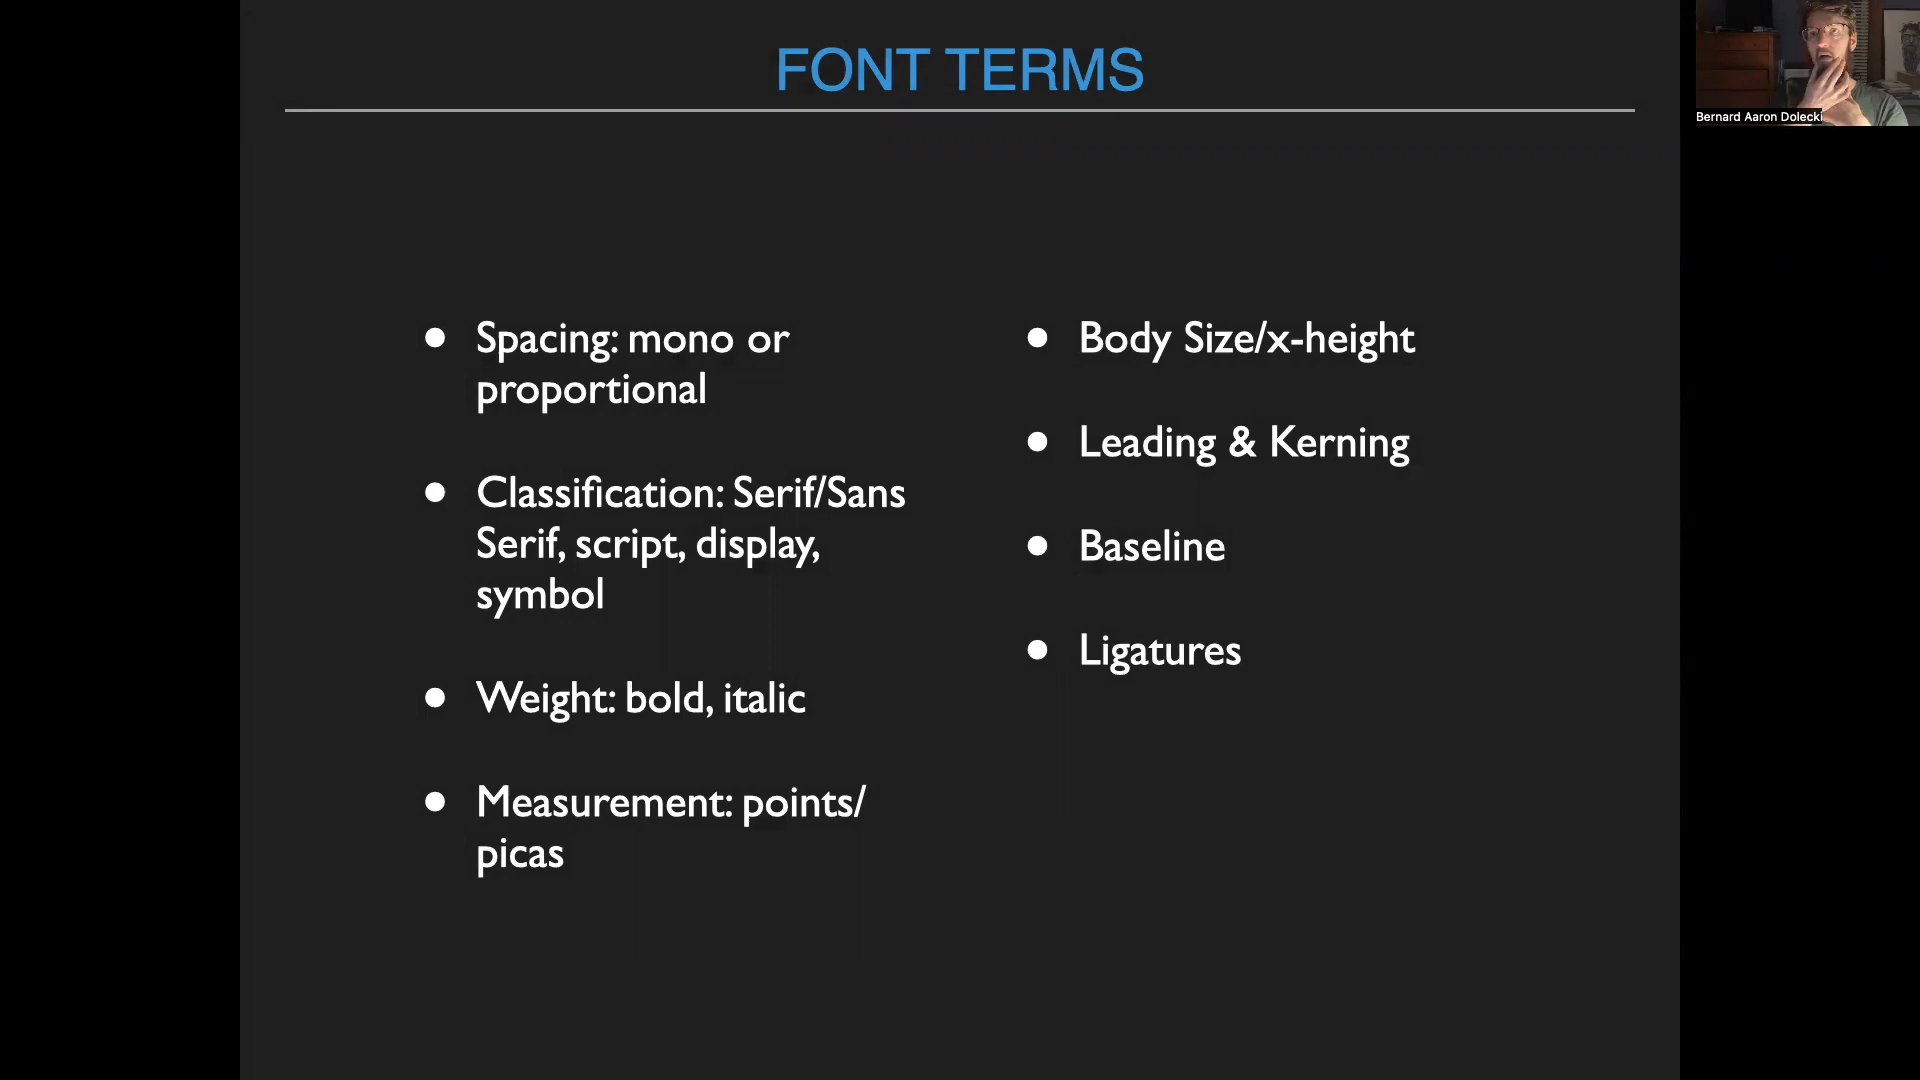 FONT TERMS
Bernard Aaron Dolecki
● Spacing: mono or
proportional
● Classification: Serif/Sans
Serif, script, display,
symbol
● Weight: bold, italic
● Measurement: points/
picas
● Body Size/x-height
● Leading & Kerning
● Baseline
● Ligatures